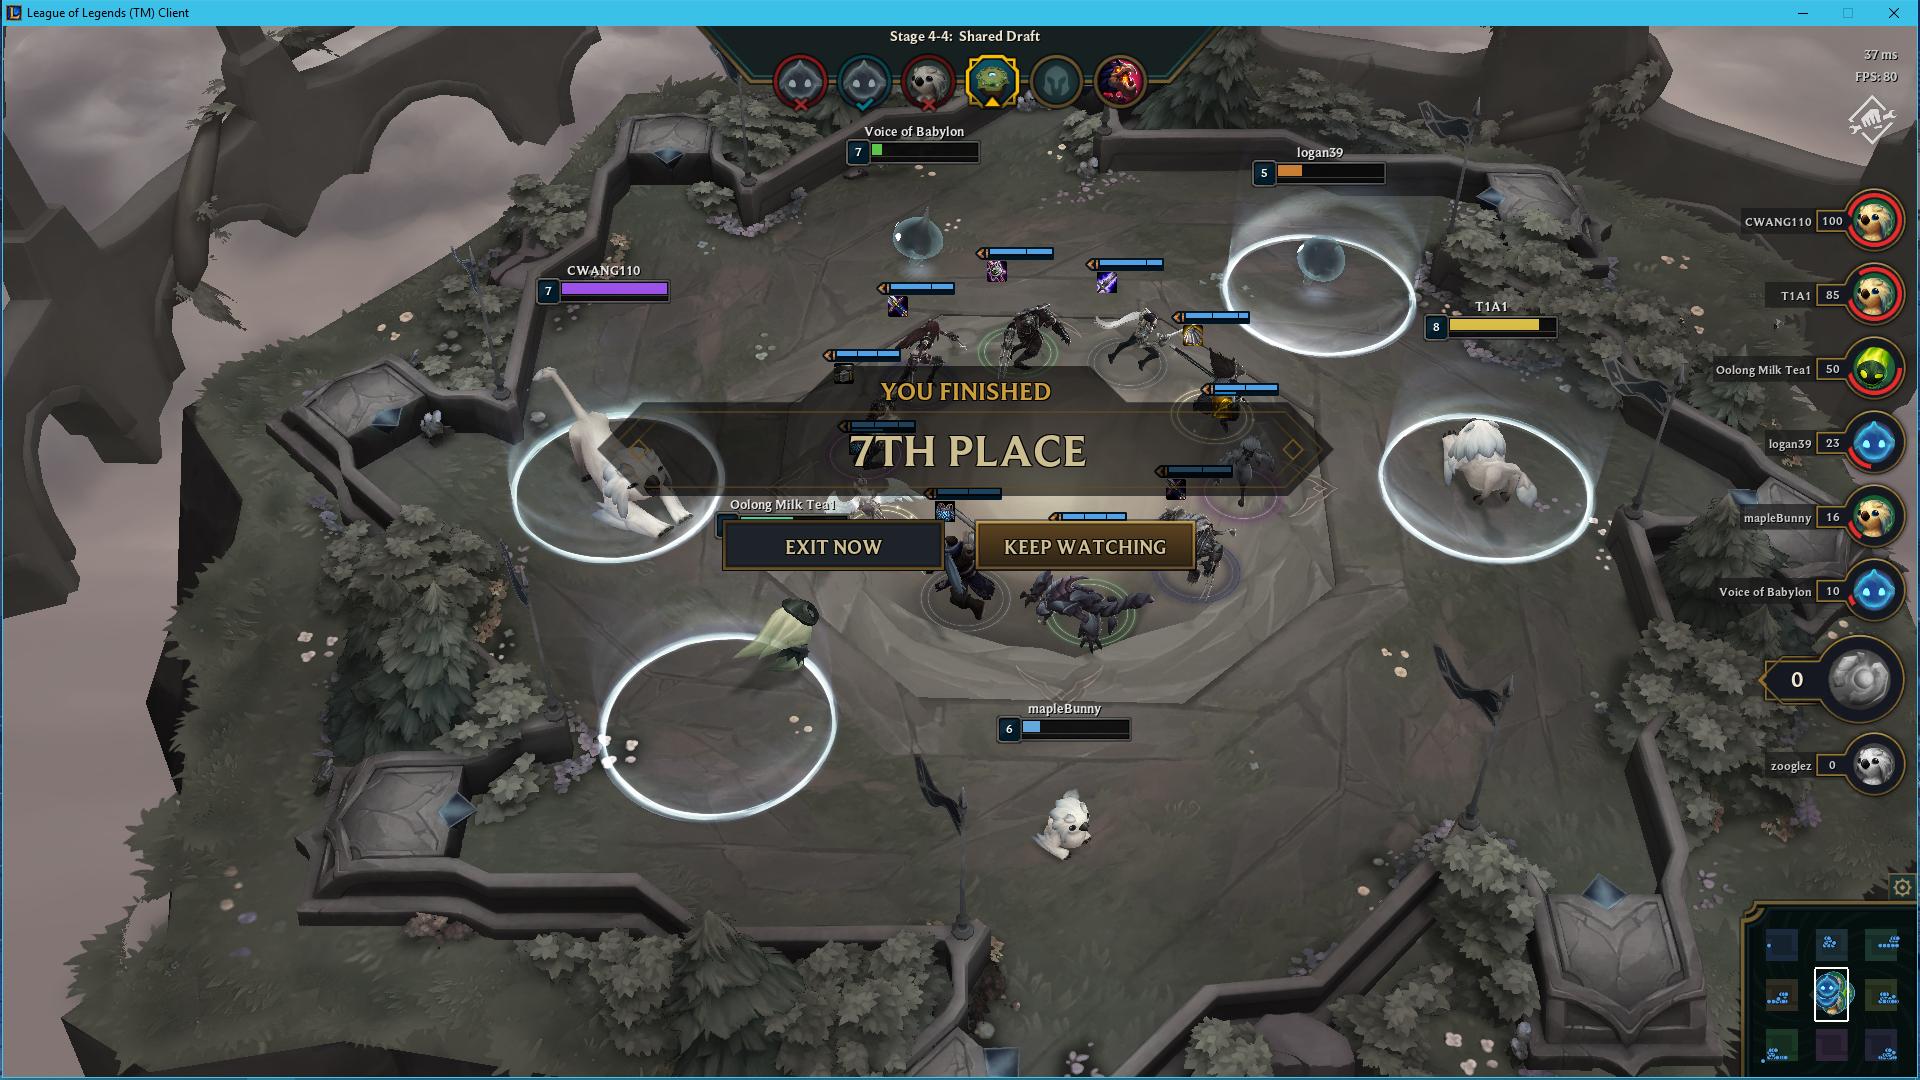 League of Legends (TM) Client
Stage 4-4: Shared Draft
37 ms
FPS: 80
Voice of Babylon
7
logan39
5
CWANG110
7
T1A1
8
CWANG110 100
T1A1 85
Oolong Milk Tea1 50
logan39 23
mapleBunny 16
Voice of Babylon 10
0
zooglez 0
YOU FINISHED
7TH PLACE
Oolong Milk Tea1
EXIT NOW
KEEP WATCHING
mapleBunny
6